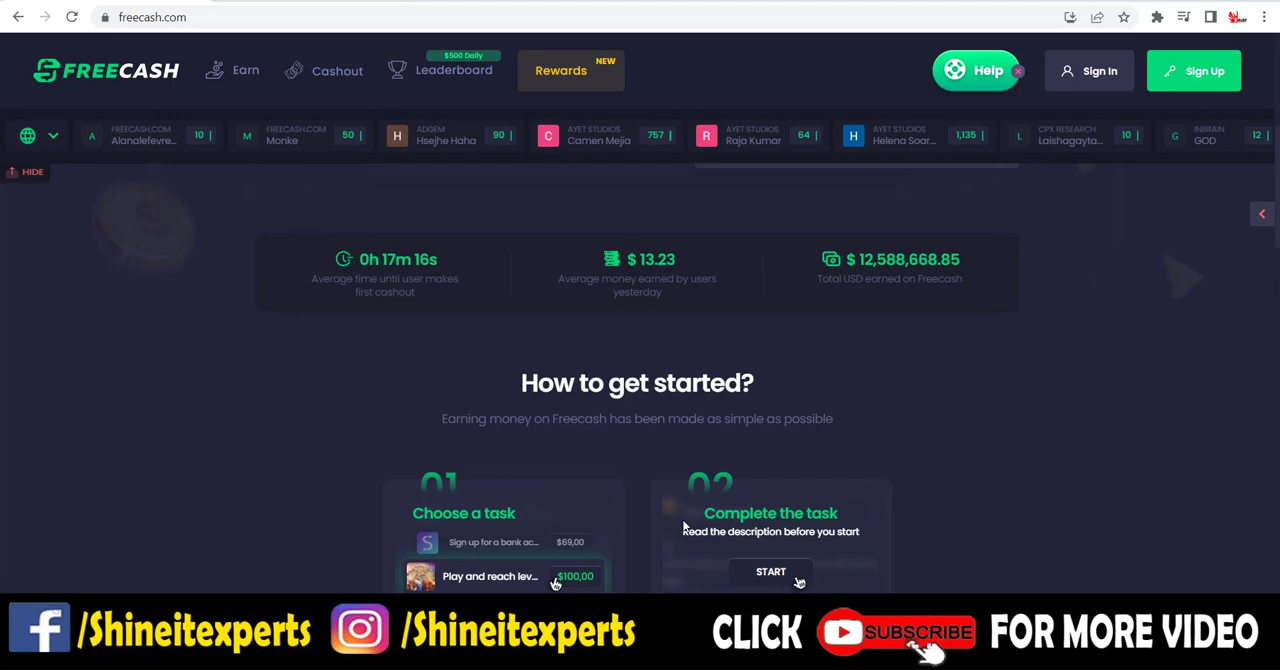 freecash.com
FREECASH
Earn
Cashout
$500 Daily
Leaderboard
Rewards
NEW
Help
Sign In
Sign Up
A
FREECASH.COM
Alanalefevre...
10
M
FREECASH.COM
Monke
50
H
ADGEM
Hsejhe Haha
90
C
AYET STUDIOS
Camen Mejia
757
R
AYET STUDIOS
Raja Kumar
64
H
AYET STUDIOS
Helena Soar...
1,135
L
CPX RESEARCH
Laishagayta...
10
G
INBRAIN
GOD
12
HIDE
0h 17m 16s
Average time until user makes
first cashout
$ 13.23
Average money earned by users
yesterday
$ 12,588,668.85
Total USD earned on Freecash
How to get started?
Earning money on Freecash has been made as simple as possible
01
Choose a task
S
Sign up for a bank ac...
$69,00
Play and reach lev...
$100,00
02
Complete the task
Read the description before you start
START
f
/Shineitexperts
/Shineitexperts
CLICK
SUBSCRIBE
FOR MORE VIDEO